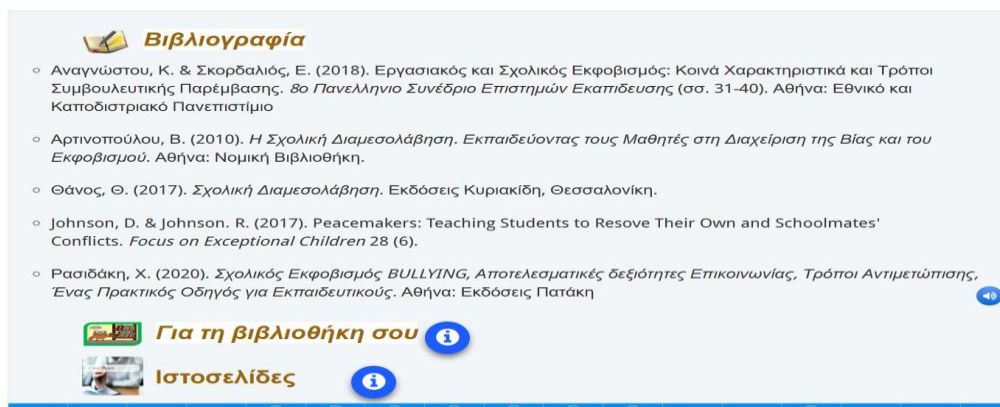 Βιβλιογραφία
Αναγνώστου, Κ. & Σκορδαλιός, Ε. (2018). Εργασιακός και Σχολικός Εκφοβισμός: Κοινά Χαρακτηριστικά και Τρόποι
Συμβουλευτικής Παρέμβασης. 8ο Πανελληνιο Συνέδριο Επιστημών Εκαπιδευσης (σσ. 31-40). Αθήνα: Εθνικό και
Καποδιστριακό Πανεπιστίμιο
Αρτινοπούλου, Β. (2010). Η Σχολική Διαμεσολάβηση. Εκπαιδεύοντας τους Μαθητές στη Διαχείριση της Βίας και του
Εκφοβισμού. Αθήνα: Νομική Βιβλιοθήκη.
Θάνος, Θ. (2017). Σχολική Διαμεσολάβηση. Εκδόσεις Κυριακίδη, Θεσσαλονίκη.
Johnson, D. & Johnson. R. (2017). Peacemakers: Teaching Students to Resove Their Own and Schoolmates'
Conflicts. Focus on Exceptional Children 28 (6).
Ρασιδάκη, Χ. (2020). Σχολικός Εκφοβισμός BULLYING, Αποτελεσματικές δεξιότητες Επικοινωνίας, Τρόποι Αντιμετώπισης,
Ένας Πρακτικός Οδηγός για Εκπαιδευτικούς. Αθήνα: Εκδόσεις Πατάκη
Για τη βιβλιοθήκη σου
Ιστοσελίδες